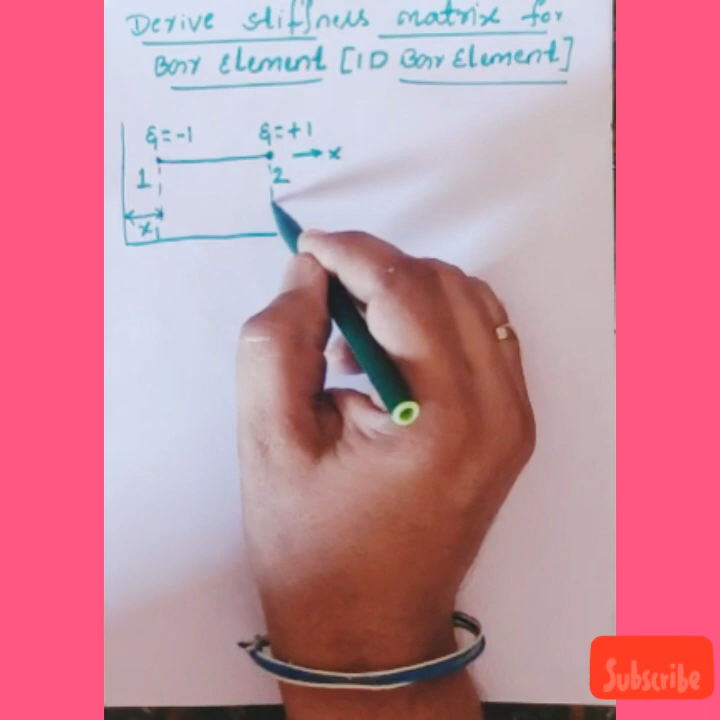 Derive stiffness matrix for
Bar Element [1D Bar Element]
ξ=-1 ξ=+1
→ x
1 2
x₁
Subscribe